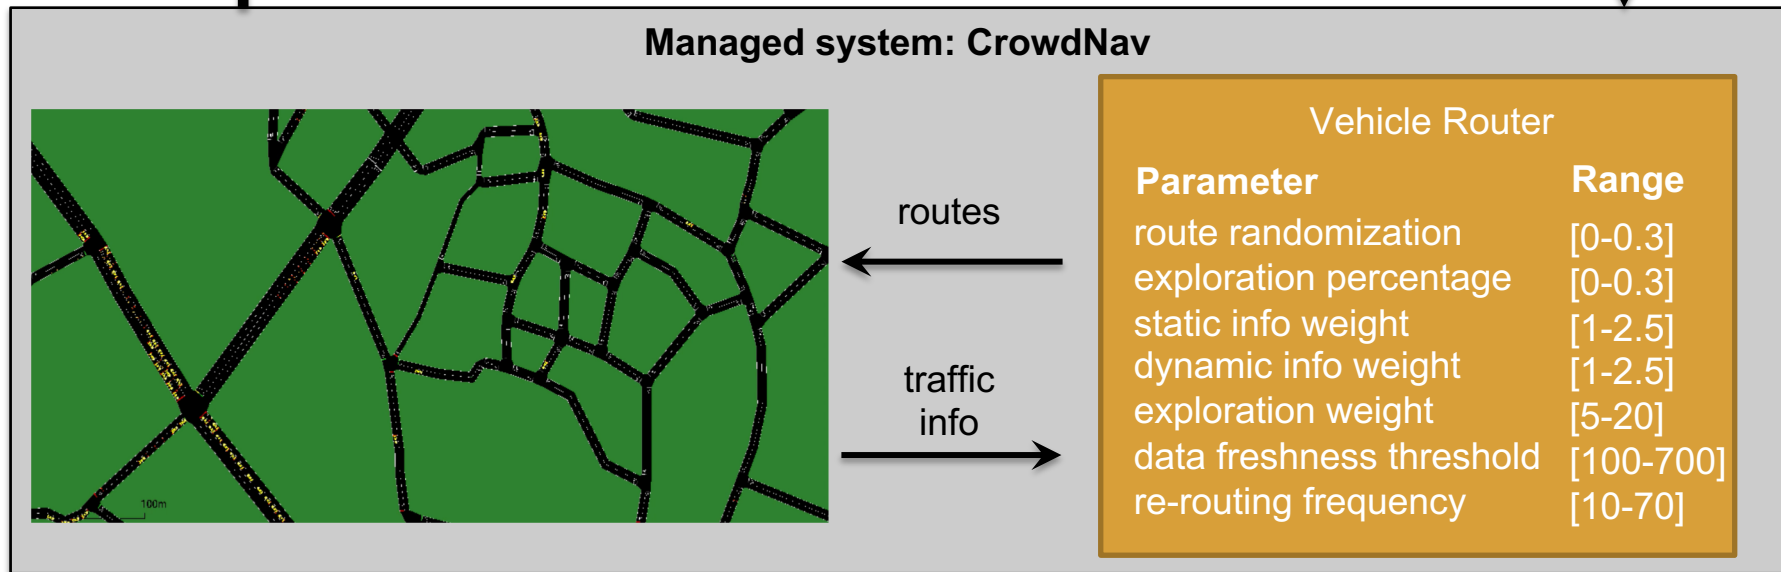 Managed system: CrowdNav
100m
routes
traffic
info
Vehicle Router
Parameter Range
route randomization [0-0.3]
exploration percentage [0-0.3]
static info weight [1-2.5]
dynamic info weight [1-2.5]
exploration weight [5-20]
data freshness threshold [100-700]
re-routing frequency [10-70]